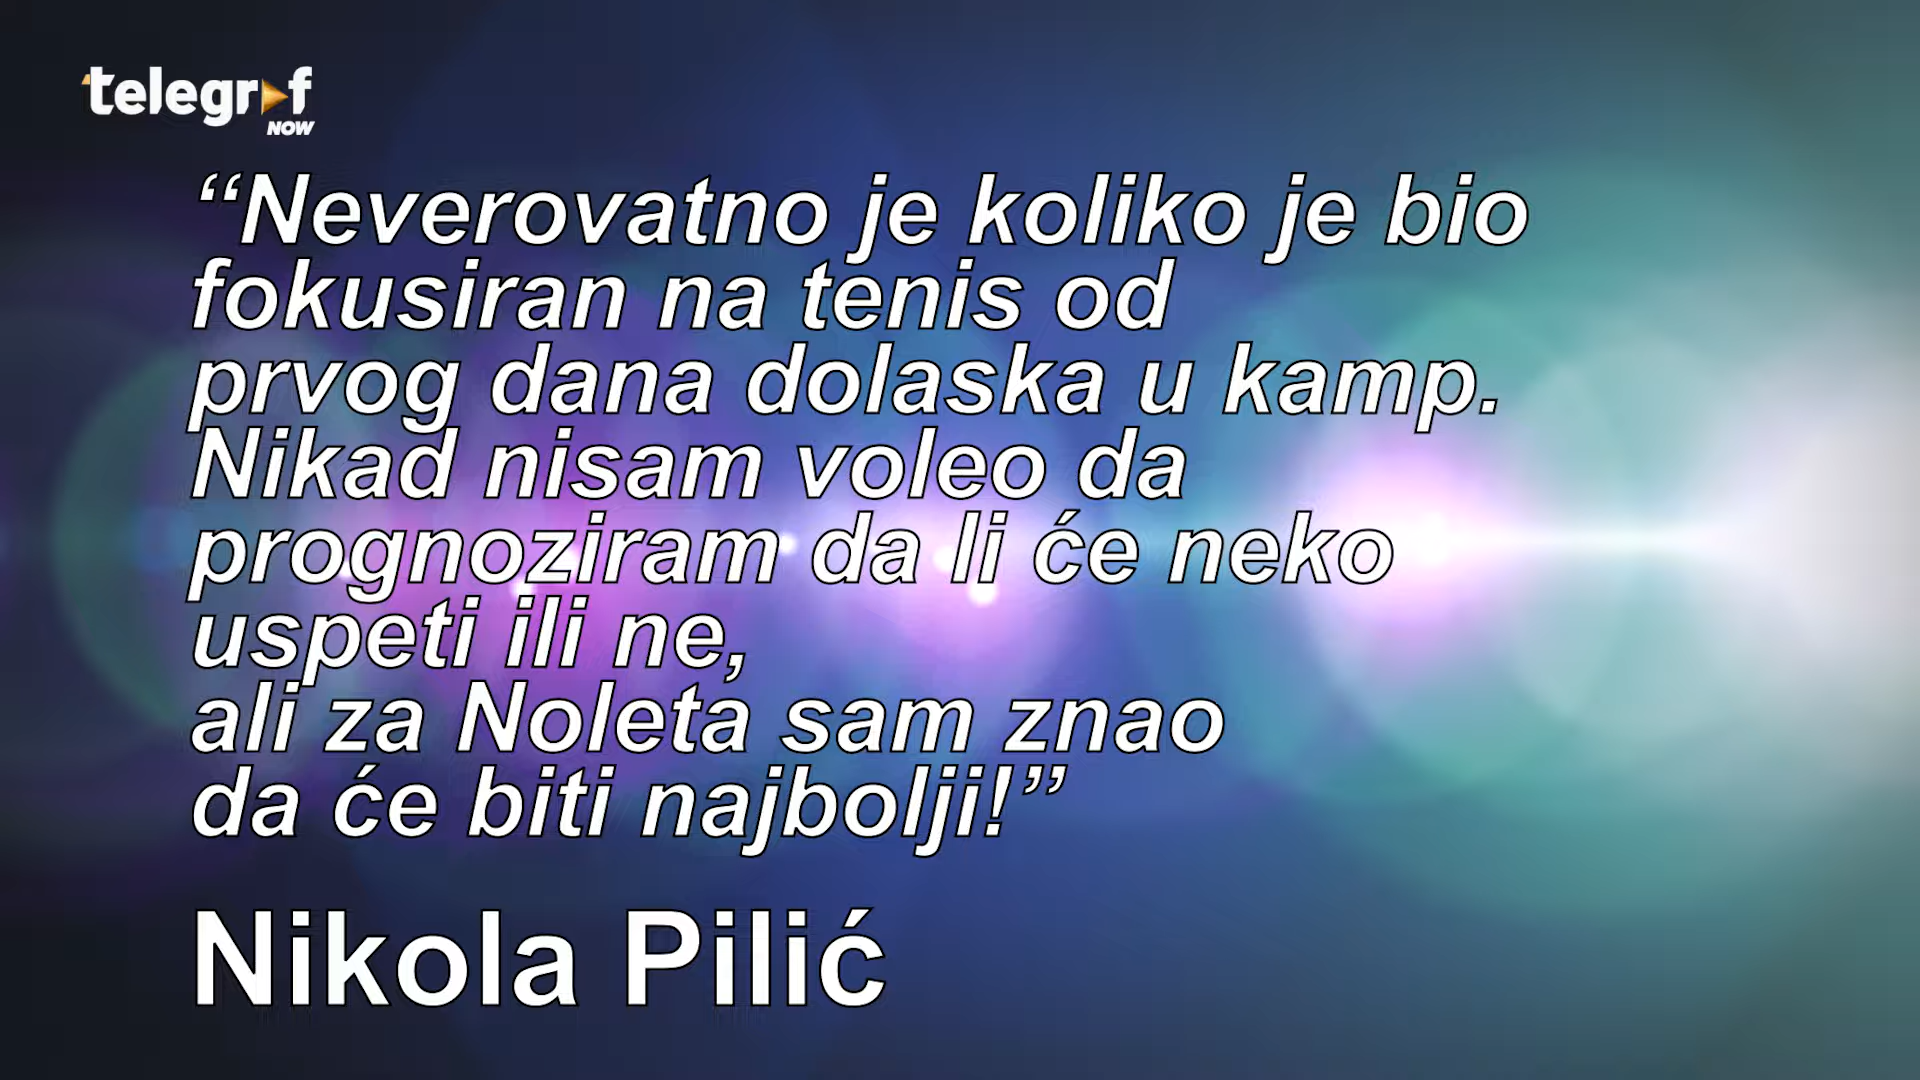 telegraf
NOW
“Neverovatno je koliko je bio
fokusiran na tenis od
prvog dana dolaska u kamp.
Nikad nisam voleo da
prognoziram da li će neko
uspeti ili ne,
ali za Noleta sam znao
da će biti najbolji!”
Nikola Pilić